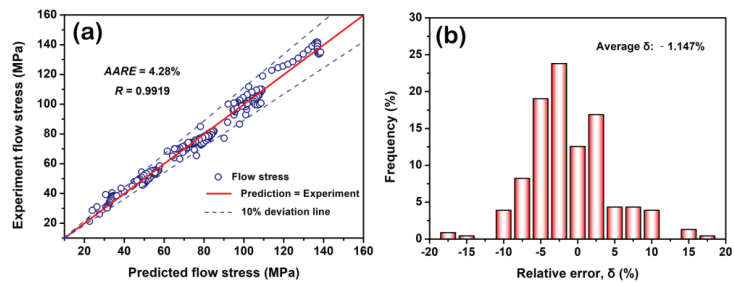 (a)
AARE = 4.28%
R = 0.9919
Flow stress
Prediction = Experiment
10% deviation line
Experiment flow stress (MPa)
160
140
120
100
80
60
40
20
20 40 60 80 100 120 140 160
Predicted flow stress (MPa)
(b)
Average δ: -1.147%
Frequency (%)
30
25
20
15
10
5
0
-20 -15 -10 -5 0 5 10 15 20
Relative error, δ (%)